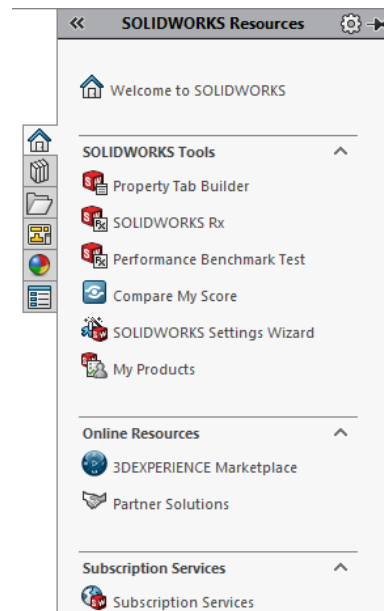 SOLIDWORKS Resources
Welcome to SOLIDWORKS
SOLIDWORKS Tools
Property Tab Builder
SOLIDWORKS Rx
Performance Benchmark Test
Compare My Score
SOLIDWORKS Settings Wizard
My Products
Online Resources
3DEXPERIENCE Marketplace
Partner Solutions
Subscription Services
Subscription Services